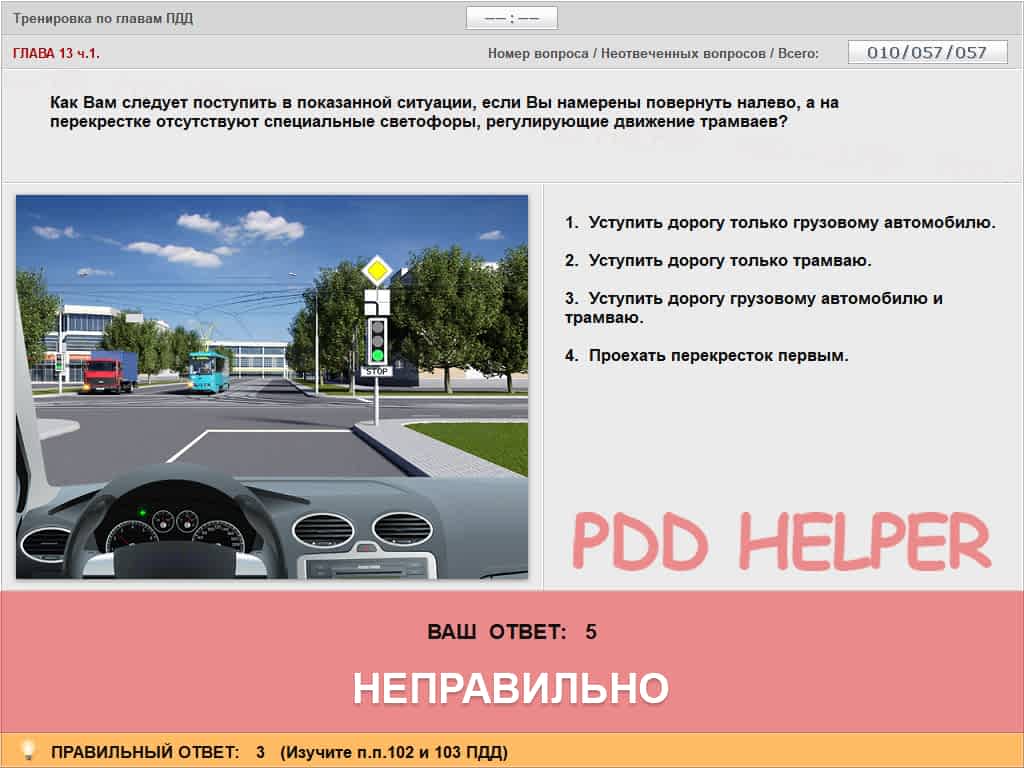 Тренировка по главам ПДД
–– : ––
ГЛАВА 13 ч.1.
Номер вопроса / Неотвеченных вопросов / Всего:
010/057/057
Как Вам следует поступить в показанной ситуации, если Вы намерены повернуть налево, а на
перекрестке отсутствуют специальные светофоры, регулирующие движение трамваев?
1. Уступить дорогу только грузовому автомобилю.
2. Уступить дорогу только трамваю.
3. Уступить дорогу грузовому автомобилю и
трамваю.
4. Проехать перекресток первым.
STOP
PDD HELPER
ВАШ ОТВЕТ: 5
НЕПРАВИЛЬНО
ПРАВИЛЬНЫЙ ОТВЕТ: 3 (Изучите п.п.102 и 103 ПДД)